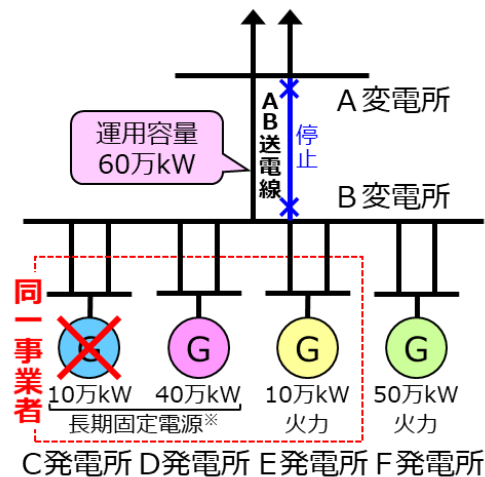 A変電所
AB送電線
停止
運用容量
60万kW
B変電所
同一事業者
G
G
G
G
10万kW
40万kW
10万kW
50万kW
長期固定電源※
火力
火力
C発電所
D発電所
E発電所
F発電所